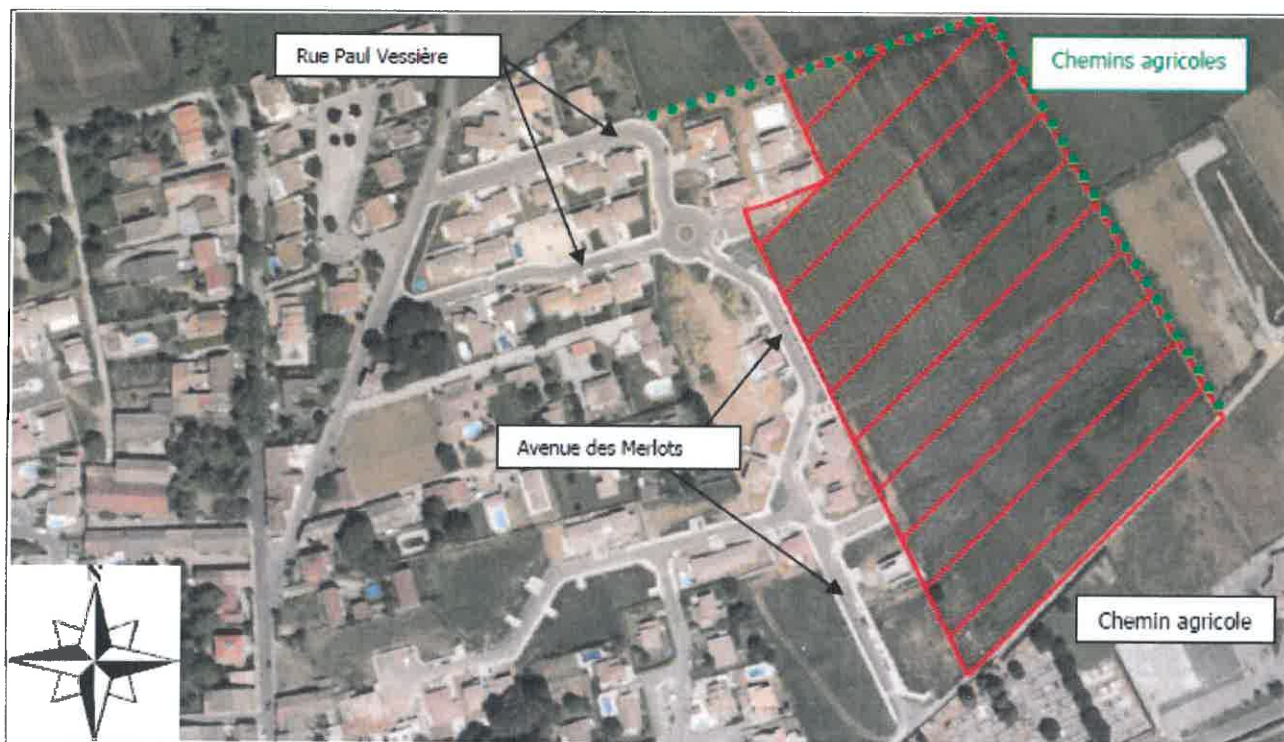 Rue Paul Vessière
Chemins agricoles
Avenue des Merlots
Chemin agricole
N